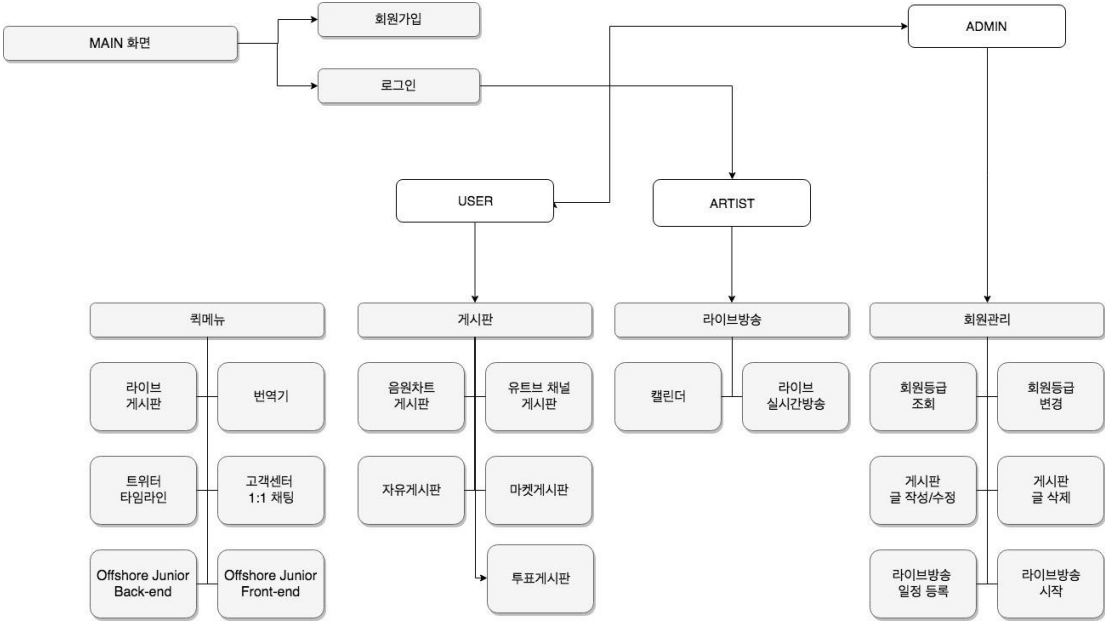 회원가입
MAIN 화면
ADMIN
로그인
USER
ARTIST
퀵메뉴
게시판
라이브방송
회원관리
라이브
게시판
번역기
음원차트
게시판
유트브 채널
게시판
캘린더
라이브
실시간방송
회원등급
조회
회원등급
변경
트위터
타임라인
고객센터
1:1 채팅
자유게시판
마켓게시판
게시판
글 작성/수정
게시판
글 삭제
Offshore Junior
Back-end
Offshore Junior
Front-end
투표게시판
라이브방송
일정 등록
라이브방송
시작